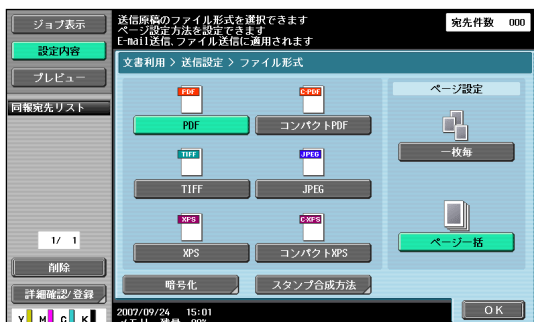 ジョブ表示
設定内容
プレビュー
同報宛先リスト
1/ 1
削除
詳細確認/登録
Y M C K
送信原稿のファイル形式を選択できます
ページ設定方法を設定できます
E-mail送信、ファイル送信に適用されます
宛先件数 000
文書利用 > 送信設定 > ファイル形式
PDF
PDF
C-PDF
コンパクトPDF
TIFF
TIFF
JPEG
JPEG
XPS
XPS
C-XPS
コンパクトXPS
暗号化
スタンプ合成方法
ページ設定
一枚毎
ページ一括
2007/09/24 15:01
メモリー残量 99%
OK